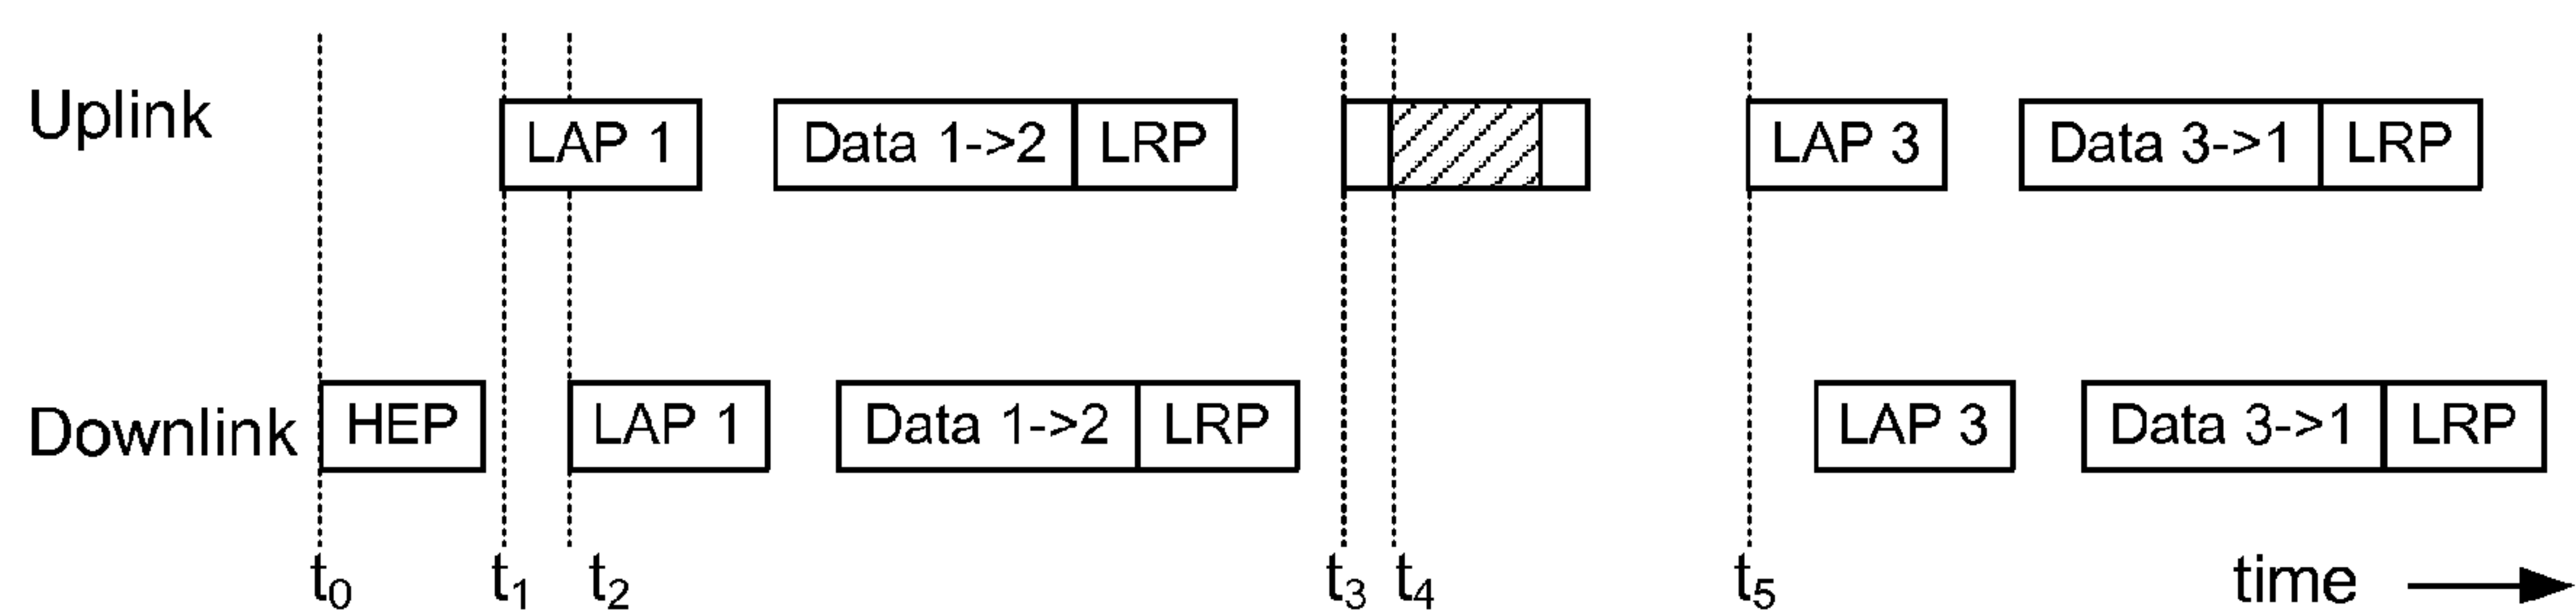 Uplink LAP 1 Data 1->2 LRP LAP 3 Data 3->1 LRP
Downlink HEP LAP 1 Data 1->2 LRP LAP 3 Data 3->1 LRP
t0 t1 t2 t3 t4 t5 time